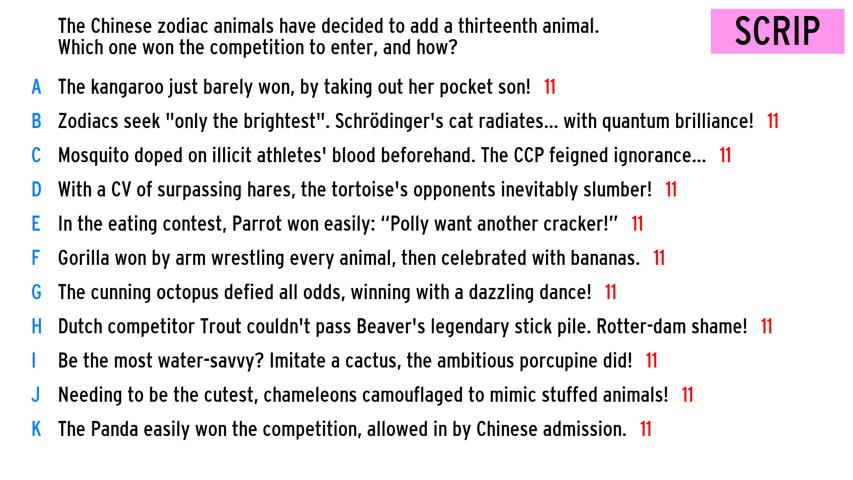 The Chinese zodiac animals have decided to add a thirteenth animal.
Which one won the competition to enter, and how?
SCRIP
A The kangaroo just barely won, by taking out her pocket son! 11
B Zodiacs seek "only the brightest". Schrödinger's cat radiates... with quantum brilliance! 11
C Mosquito doped on illicit athletes' blood beforehand. The CCP feigned ignorance... 11
D With a CV of surpassing hares, the tortoise's opponents inevitably slumber! 11
E In the eating contest, Parrot won easily: “Polly want another cracker!” 11
F Gorilla won by arm wrestling every animal, then celebrated with bananas. 11
G The cunning octopus defied all odds, winning with a dazzling dance! 11
H Dutch competitor Trout couldn't pass Beaver's legendary stick pile. Rotter-dam shame! 11
I Be the most water-savvy? Imitate a cactus, the ambitious porcupine did! 11
J Needing to be the cutest, chameleons camouflaged to mimic stuffed animals! 11
K The Panda easily won the competition, allowed in by Chinese admission. 11